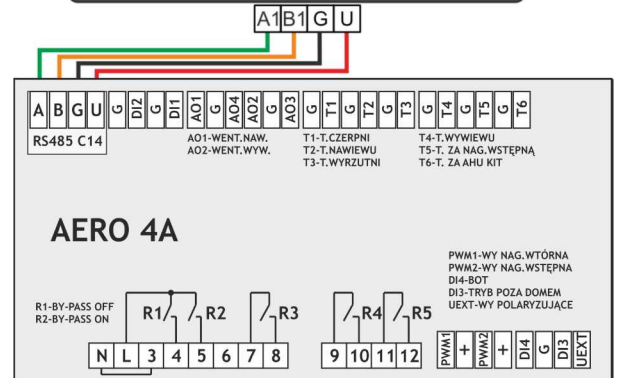 A1 B1 G U
A B G U G DI2 G DI1 AO1 G AO4 AO2 G AO3 G T1 G T2 G T3 G T4 G T5 G T6
RS485 C14
AO1-WENT.NAW.
AO2-WENT.WYW.
T1-T.CZERPNI
T2-T.NAWIEWU
T3-T.WYRZUTNI
T4-T.WYWIEWU
T5-T. ZA NAG.WSTĘPNĄ
T6-T. ZA AHU KIT
AERO 4A
PWM1-WY NAG.WTÓRNA
PWM2-WY NAG.WSTĘPNA
DI4-BOT
DI3-TRYB POZA DOMEM
UEXT-WY POLARYZUJĄCE
R1-BY-PASS OFF
R2-BY-PASS ON
R1 R2 R3 R4 R5
N L 3 4 5 6 7 8 9 10 11 12 PWM1 + PWM2 + DI4 G DI3 UEXT